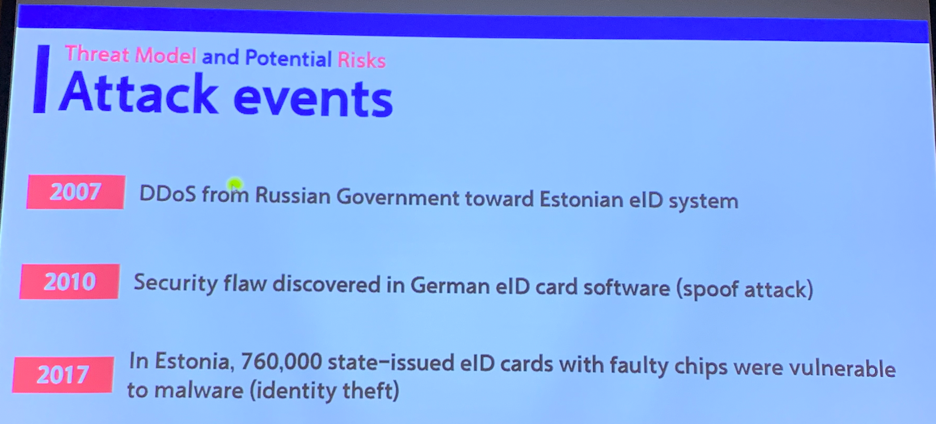 Threat Model and Potential Risks
Attack events
2007
DDoS from Russian Government toward Estonian eID system
2010
Security flaw discovered in German eID card software (spoof attack)
2017
In Estonia, 760,000 state-issued eID cards with faulty chips were vulnerable
to malware (identity theft)